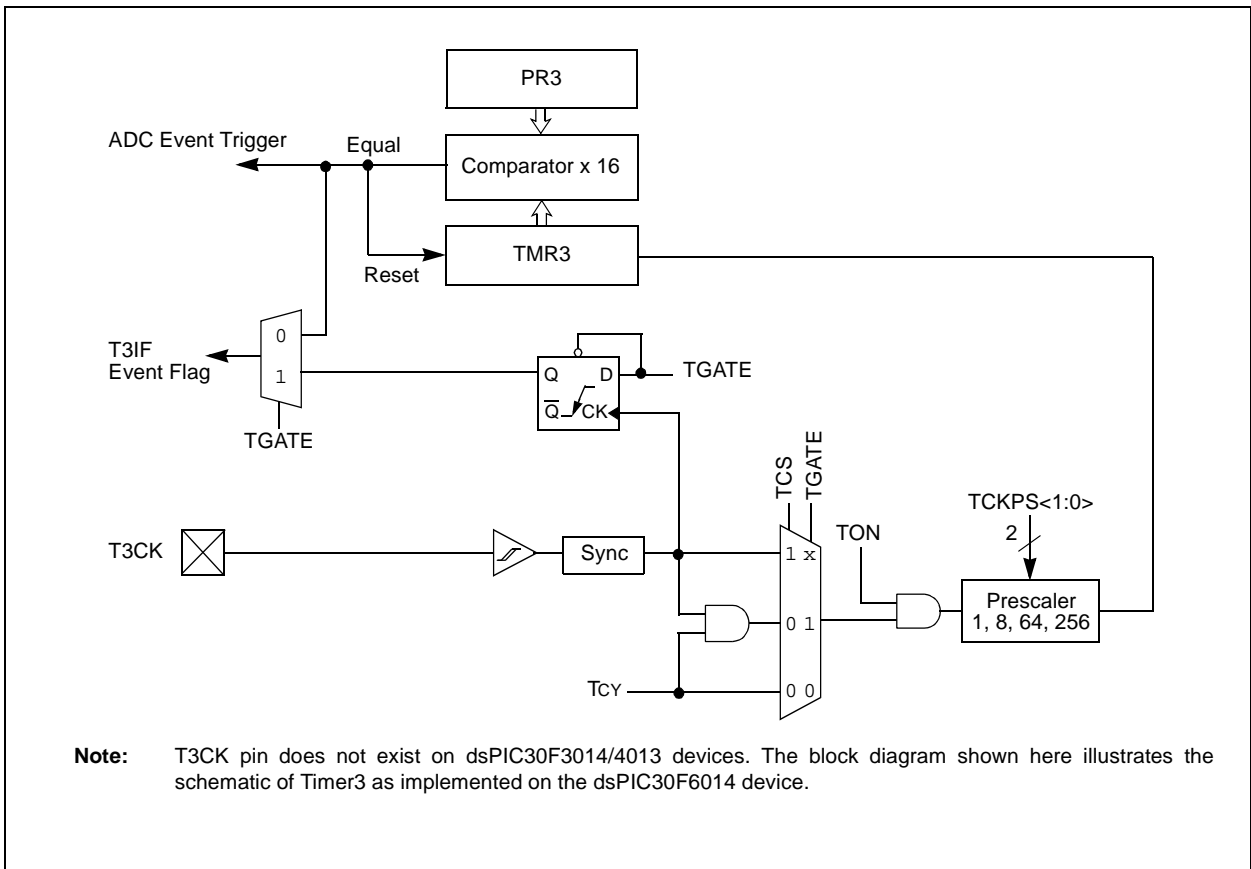 PR3
ADC Event Trigger
Equal
Comparator x 16
TMR3
Reset
0
T3IF
Event Flag
1
Q D
TGATE
Q CK
TGATE
TCS
TGATE
TCKPS<1:0>
TON
2
T3CK
Sync
1 x
Prescaler
1, 8, 64, 256
0 1
TCY
0 0
Note: T3CK pin does not exist on dsPIC30F3014/4013 devices. The block diagram shown here illustrates the
schematic of Timer3 as implemented on the dsPIC30F6014 device.